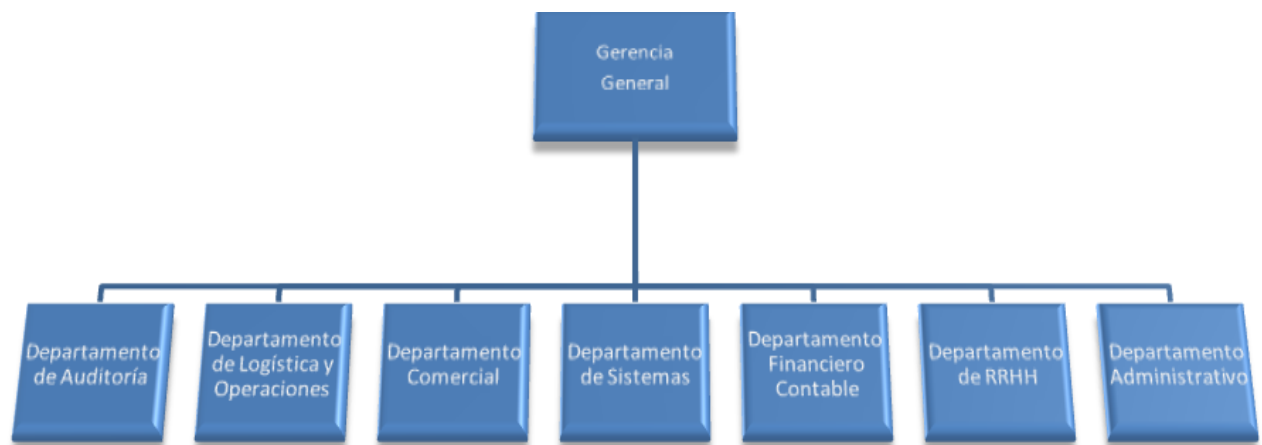 Gerencia
General
Departamento
de Auditoría
Departamento
de Logística y
Operaciones
Departamento
Comercial
Departamento
de Sistemas
Departamento
Financiero
Contable
Departamento
de RRHH
Departamento
Administrativo